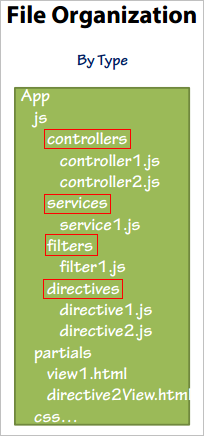 File Organization
By Type
App
js
controllers
controller1.js
controller2.js
services
service1.js
filters
filter1.js
directives
directive1.js
directive2.js
partials
view1.html
directive2View.html
css...